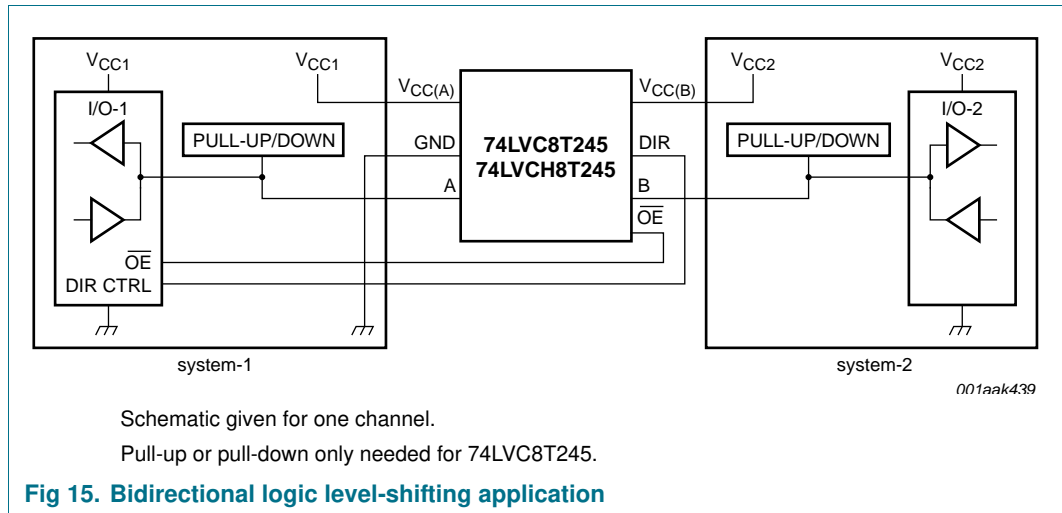 VCC1
VCC1
VCC(A)
VCC(B)
VCC2
VCC2
I/O-1
PULL-UP/DOWN
GND
74LVC8T245
74LVCH8T245
DIR
PULL-UP/DOWN
I/O-2
A
B
OE
OE
DIR CTRL
system-1
system-2
001aak439
Schematic given for one channel.
Pull-up or pull-down only needed for 74LVC8T245.
Fig 15. Bidirectional logic level-shifting application